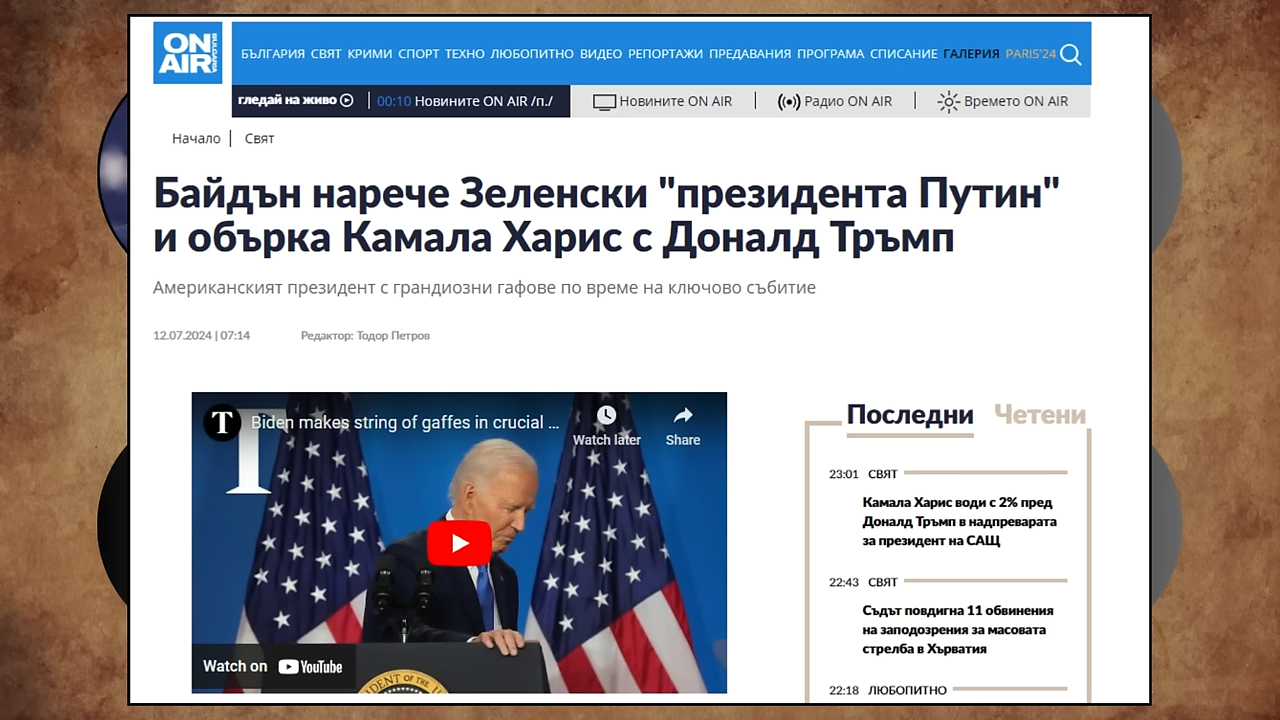 ON AIR BULGARIA
БЪЛГАРИЯ СВЯТ КРИМИ СПОРТ ТЕХНО ЛЮБОПИТНО ВИДЕО РЕПОРТАЖИ ПРЕДАВАНИЯ ПРОГРАМА СПИСАНИЕ ГАЛЕРИЯ PARIS'24
гледай на живо 00:10 Новините ON AIR /п./ Новините ON AIR Радио ON AIR Времето ON AIR
Начало | Свят
Байдън нарече Зеленски "президента Путин"
и обърка Камала Харис с Доналд Тръмп
Американският президент с грандиозни гафове по време на ключово събитие
12.07.2024 | 07:14 Редактор: Тодор Петров
T Biden makes string of gaffes in crucial ...
Watch later Share
T
Watch on YouTube
DENT OF THE U
Последни Четени
23:01 СВЯТ
Камала Харис води с 2% пред
Доналд Тръмп в надпреварата
за президент на САЩ
22:43 СВЯТ
Съдът повдигна 11 обвинения
на заподозрения за масовата
стрелба в Хърватия
22:18 ЛЮБОПИТНО